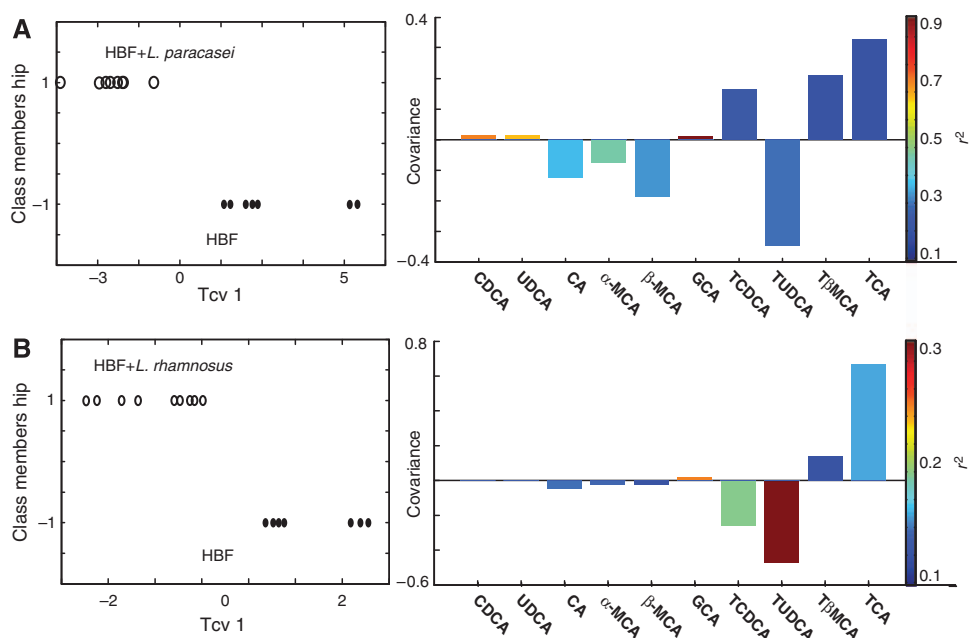 A
HBF+L. paracasei
Class members hip
1
−1
HBF
−3
0
5
Tcv 1
0.4
Covariance
−0.4
CDCA
UDCA
CA
α-MCA
β-MCA
GCA
TCDCA
TUDCA
TβMCA
TCA
0.9
0.7
0.5
0.3
0.1
r²
B
HBF+L. rhamnosus
Class members hip
1
−1
HBF
−2
0
2
Tcv 1
0.8
Covariance
−0.6
CDCA
UDCA
CA
α-MCA
β-MCA
GCA
TCDCA
TUDCA
TβMCA
TCA
0.3
0.2
0.1
r²